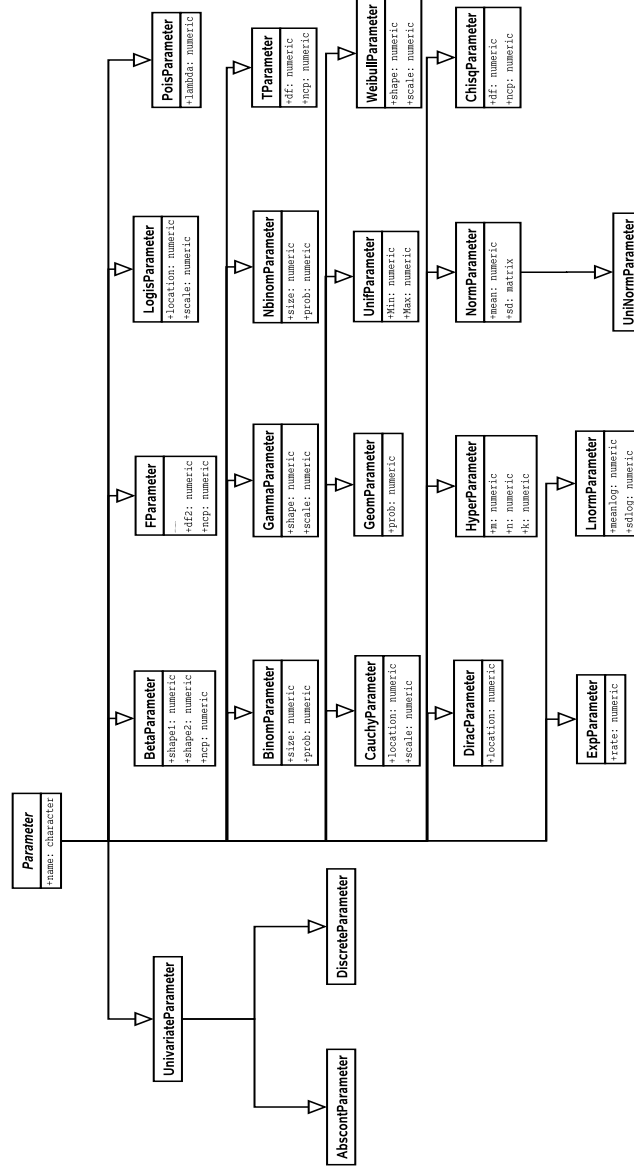 Parameter
+name: character
UnivariateParameter
BetaParameter
+shape1: numeric
+shape2: numeric
+ncp: numeric
FParameter
+df2: numeric
+ncp: numeric
LogisParameter
+location: numeric
+scale: numeric
PoisParameter
+lambda: numeric
BinomParameter
+size: numeric
+prob: numeric
GammaParameter
+shape: numeric
+scale: numeric
NbinomParameter
+size: numeric
+prob: numeric
TParameter
+df: numeric
+ncp: numeric
AbscontParameter
DiscreteParameter
CauchyParameter
+location: numeric
+scale: numeric
GeomParameter
+prob: numeric
UnifParameter
+Min: numeric
+Max: numeric
WeibullParameter
+shape: numeric
+scale: numeric
DiracParameter
+location: numeric
HyperParameter
+m: numeric
+n: numeric
+k: numeric
NormParameter
+mean: numeric
+sd: matrix
ChisqParameter
+df: numeric
+ncp: numeric
ExpParameter
+rate: numeric
LnormParameter
+meanlog: numeric
+sdlog: numeric
UniNormParameter